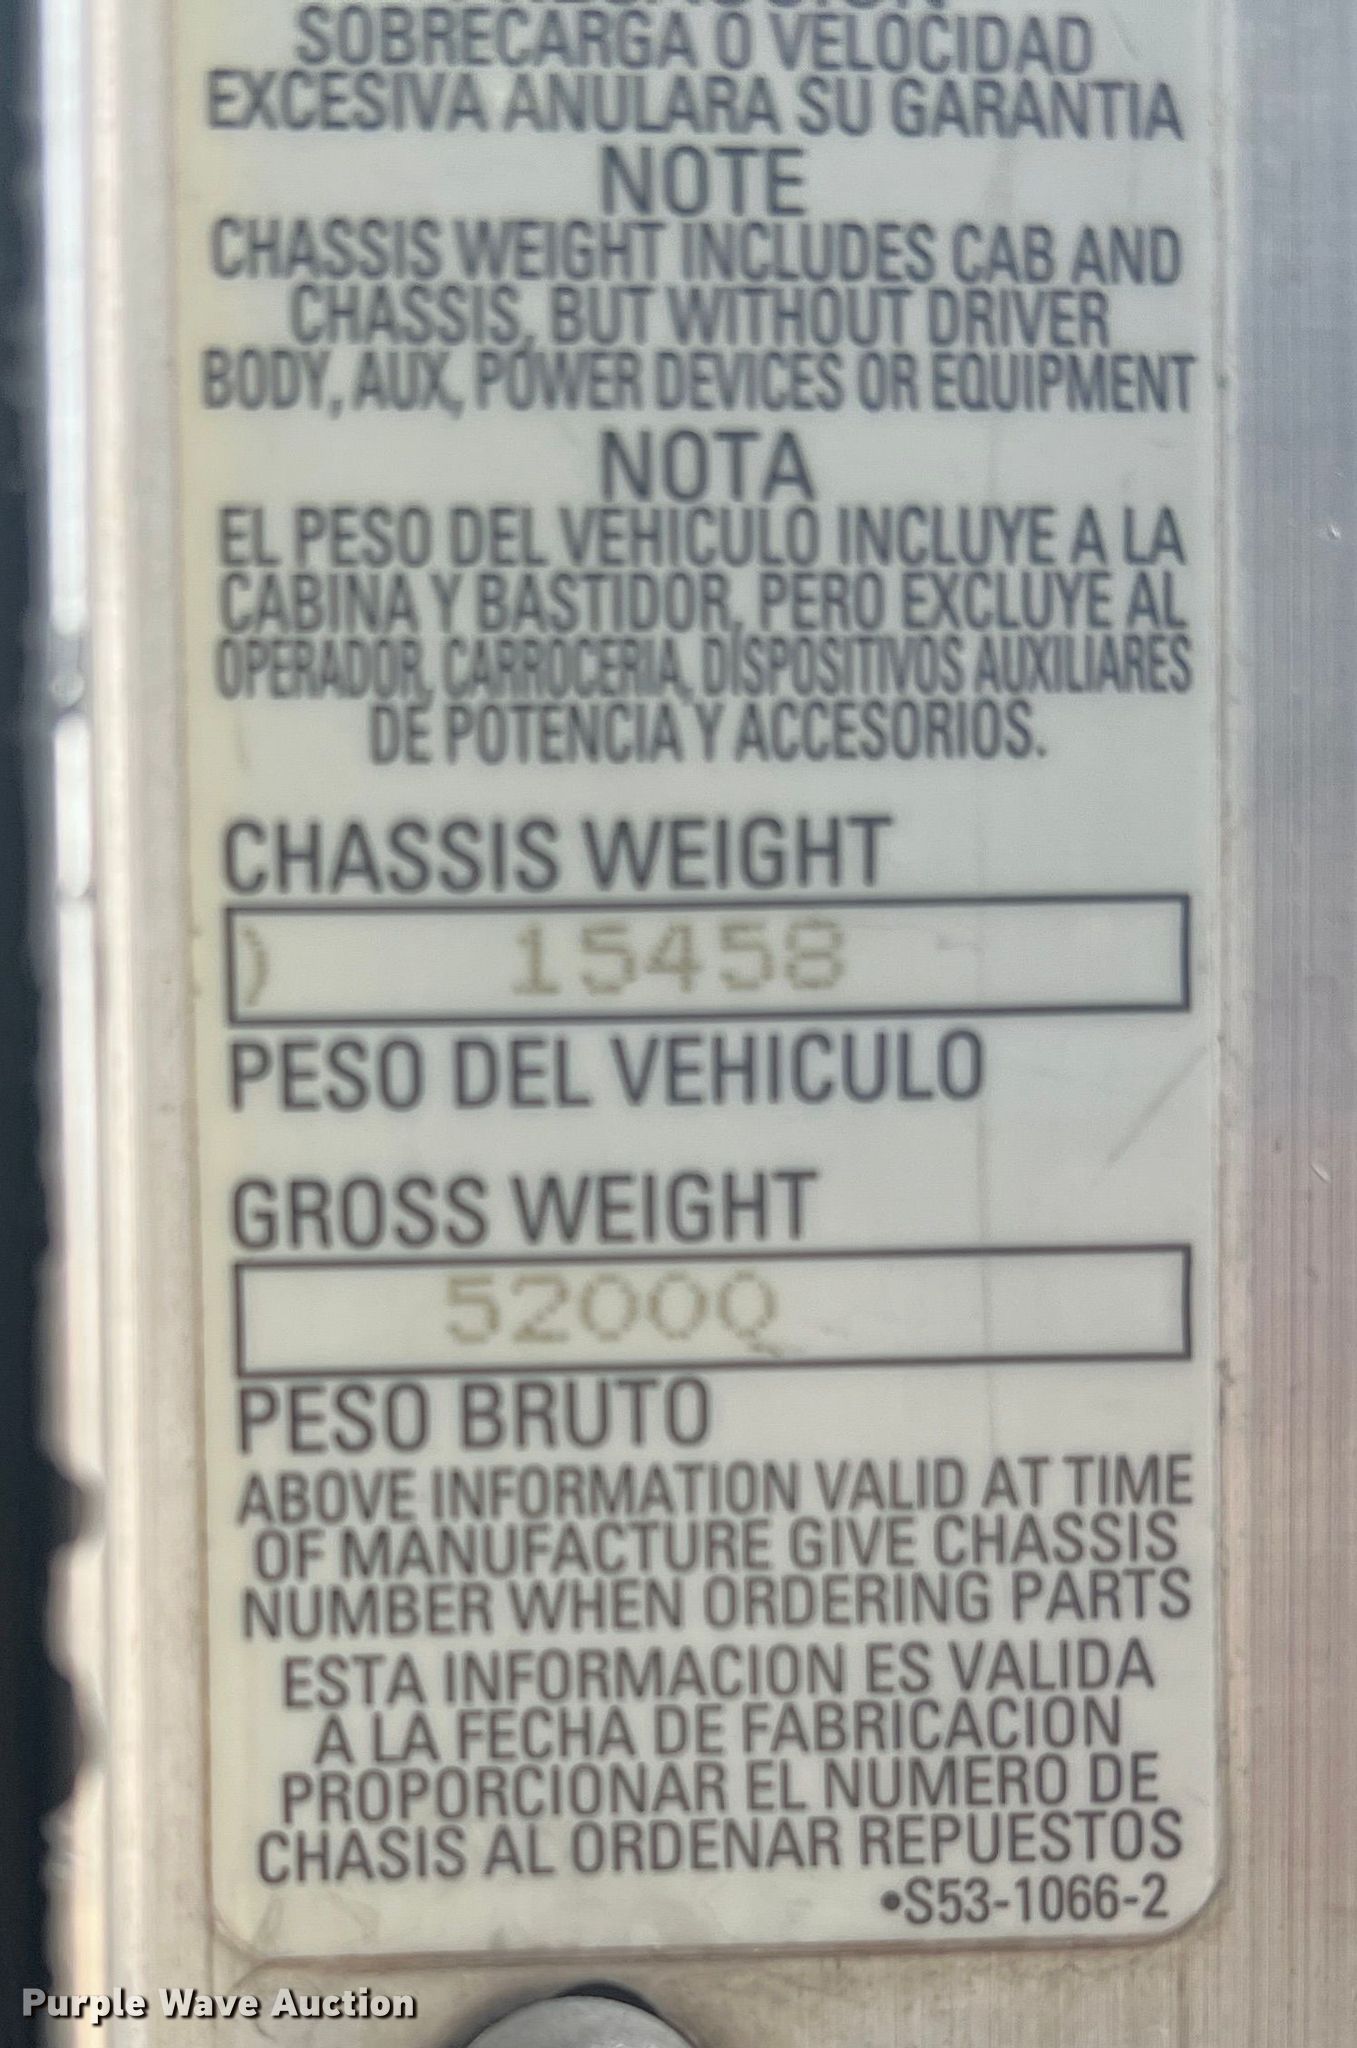 SOBRECARGA O VELOCIDAD
EXCESIVA ANULARA SU GARANTIA
NOTE
CHASSIS WEIGHT INCLUDES CAB AND
CHASSIS, BUT WITHOUT DRIVER
BODY, AUX, POWER DEVICES OR EQUIPMENT
NOTA
EL PESO DEL VEHICULO INCLUYE A LA
CABINA Y BASTIDOR, PERO EXCLUYE AL
OPERADOR, CARROCERIA, DISPOSITIVOS AUXILIARES
DE POTENCIA Y ACCESORIOS.
CHASSIS WEIGHT
) 15458
PESO DEL VEHICULO
GROSS WEIGHT
52000
PESO BRUTO
ABOVE INFORMATION VALID AT TIME
OF MANUFACTURE GIVE CHASSIS
NUMBER WHEN ORDERING PARTS
ESTA INFORMACION ES VALIDA
A LA FECHA DE FABRICACION
PROPORCIONAR EL NUMERO DE
CHASIS AL ORDENAR REPUESTOS
•S53-1066-2
Purple Wave Auction